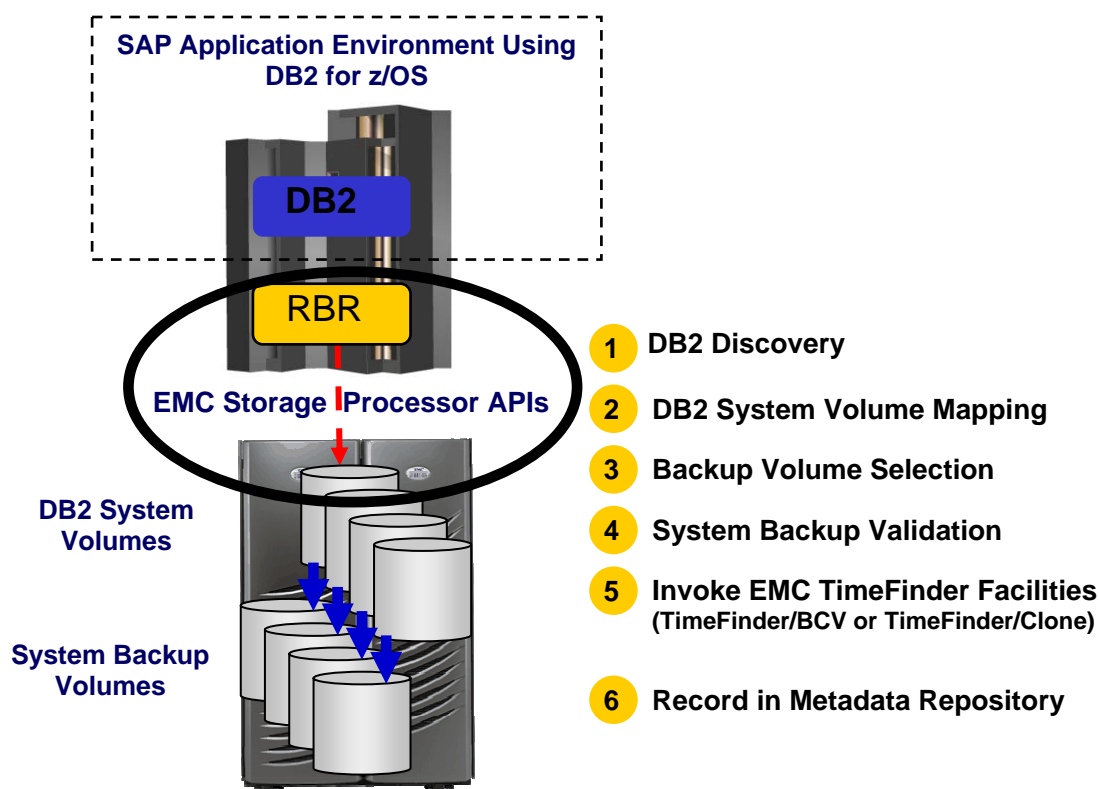 SAP Application Environment Using
DB2 for z/OS
DB2
RBR
EMC Storage Processor APIs
DB2 System
Volumes
System Backup
Volumes
1 DB2 Discovery
2 DB2 System Volume Mapping
3 Backup Volume Selection
4 System Backup Validation
5 Invoke EMC TimeFinder Facilities
(TimeFinder/BCV or TimeFinder/Clone)
6 Record in Metadata Repository